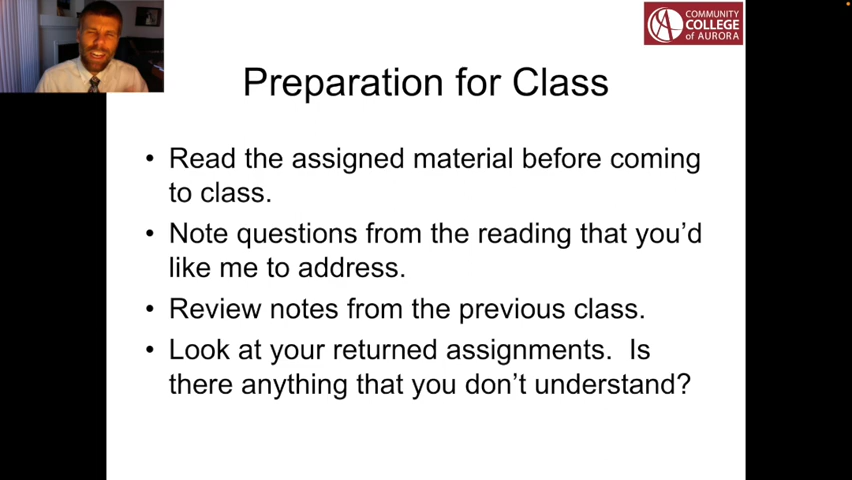 COMMUNITY
COLLEGE
of AURORA
Preparation for Class
• Read the assigned material before coming
to class.
• Note questions from the reading that you’d
like me to address.
• Review notes from the previous class.
• Look at your returned assignments.  Is
there anything that you don’t understand?